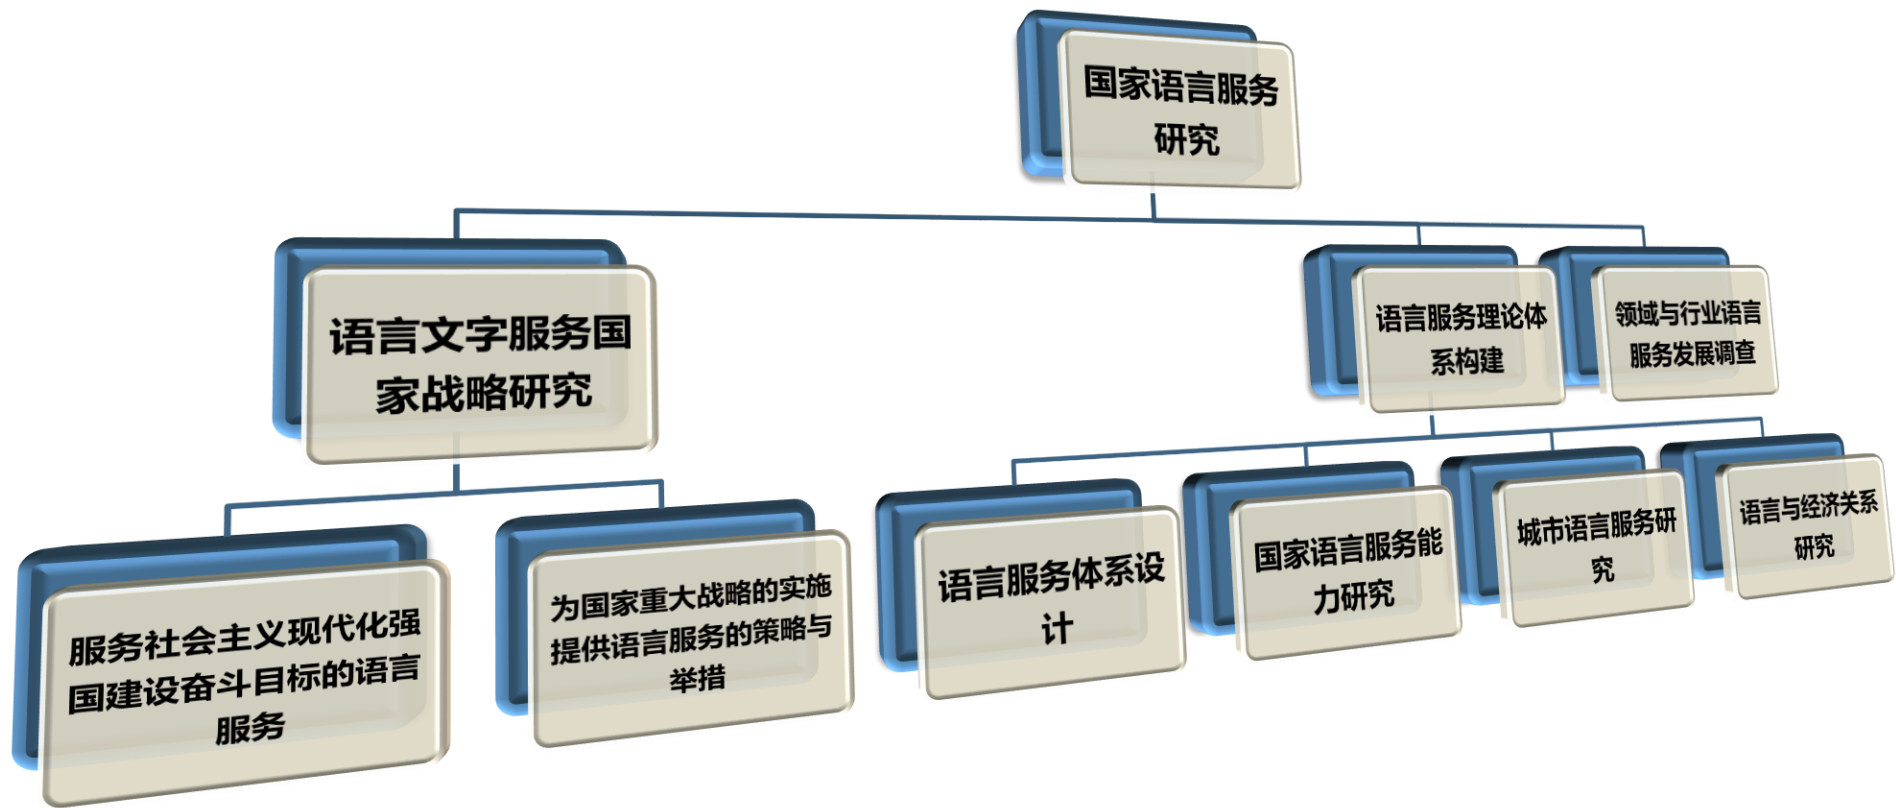 国家语言服务
研究
语言文字服务国
家战略研究
语言服务理论体
系构建
领域与行业语言
服务发展调查
服务社会主义现代化强
国建设奋斗目标的语言
服务
为国家重大战略的实施
提供语言服务的策略与
举措
语言服务体系设
计
国家语言服务能
力研究
城市语言服务研
究
语言与经济关系
研究